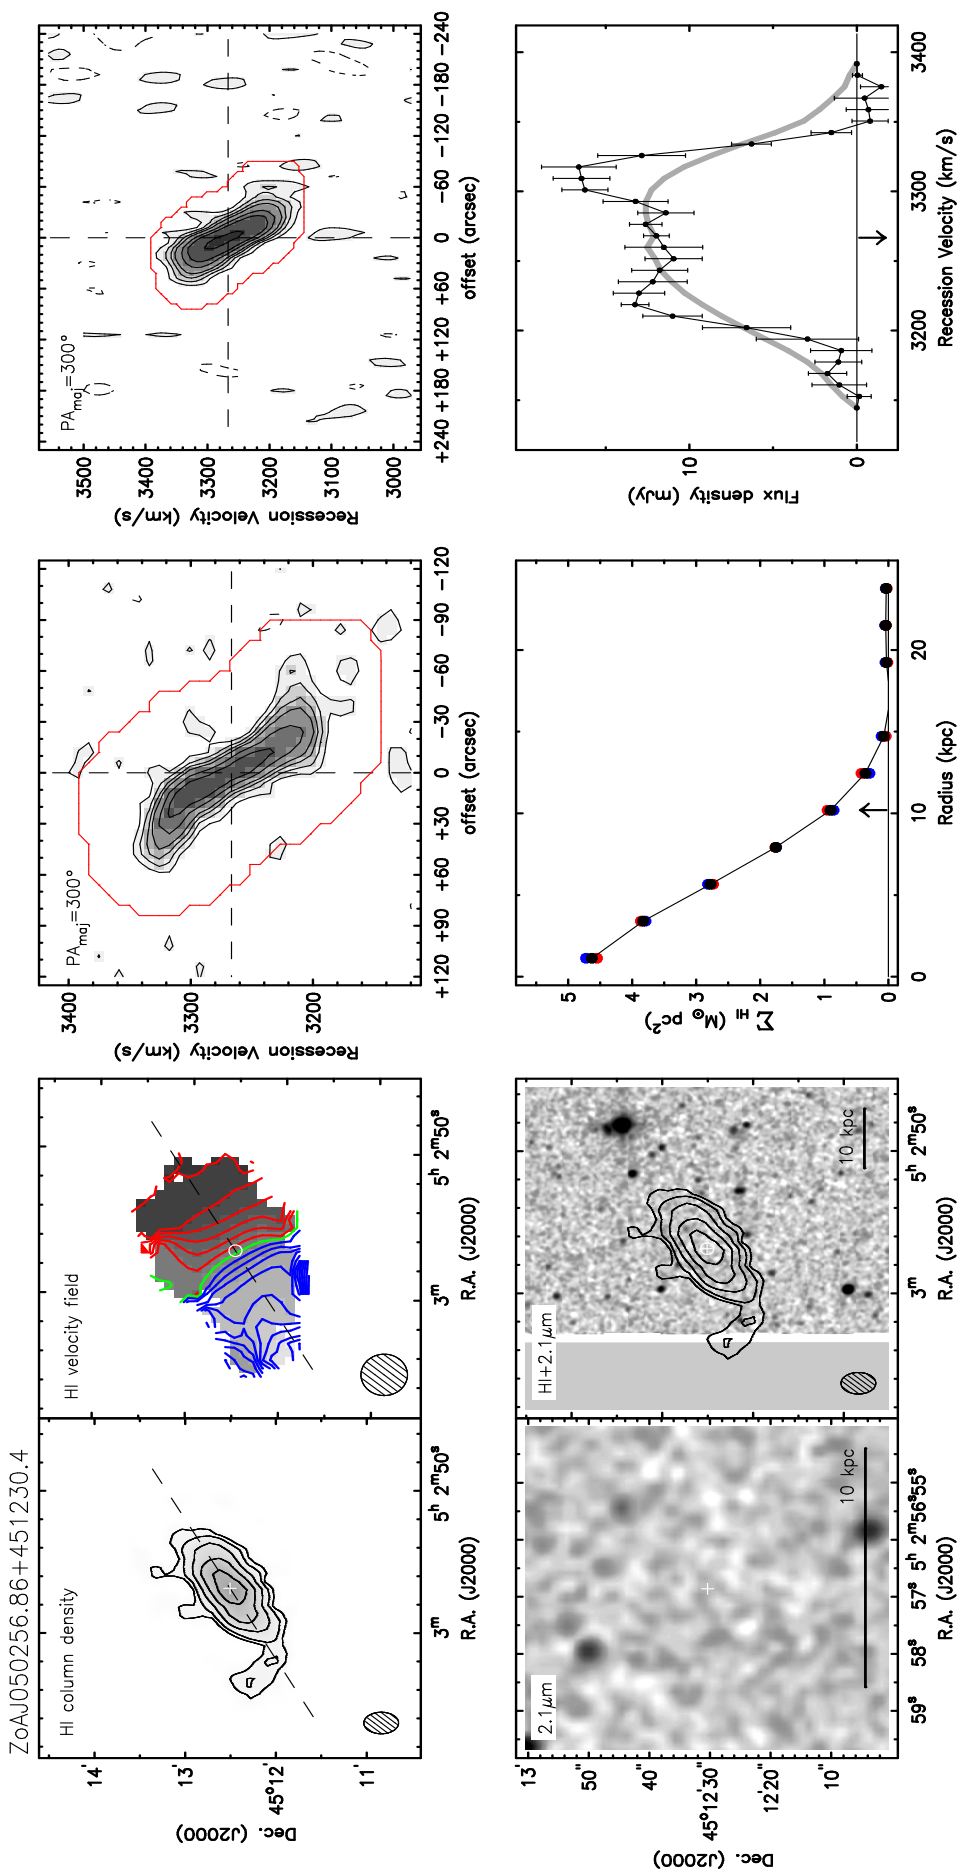 ZoAJ050256.86+451230.4
HI column density
14'
13'
45°12'
11'
Dec. (J2000)
3ᵐ
5ʰ 2ᵐ50ˢ
R.A. (J2000)
HI velocity field
3ᵐ
5ʰ 2ᵐ50ˢ
R.A. (J2000)
PAmaj=300°
3400
3300
3200
Recession Velocity (km/s)
+120 +90 +60 +30 0 −30 −60 −90 −120
offset (arcsec)
PAmaj=300°
3500
3400
3300
3200
3100
3000
Recession Velocity (km/s)
+240 +180 +120 +60 0 −60 −120 −180 −240
offset (arcsec)
2.1μm
10 kpc
13'
50"
40"
45°12'30"
12'20"
10"
Dec. (J2000)
59ˢ 58ˢ 57ˢ 5ʰ 2ᵐ56ˢ 55ˢ
R.A. (J2000)
HI+2.1μm
10 kpc
3ᵐ
5ʰ 2ᵐ50ˢ
R.A. (J2000)
5
4
3
2
1
0
Σ HI (M⊙ pc²)
0 10 20
Radius (kpc)
10
0
Flux density (mJy)
3200 3300 3400
Recession Velocity (km/s)